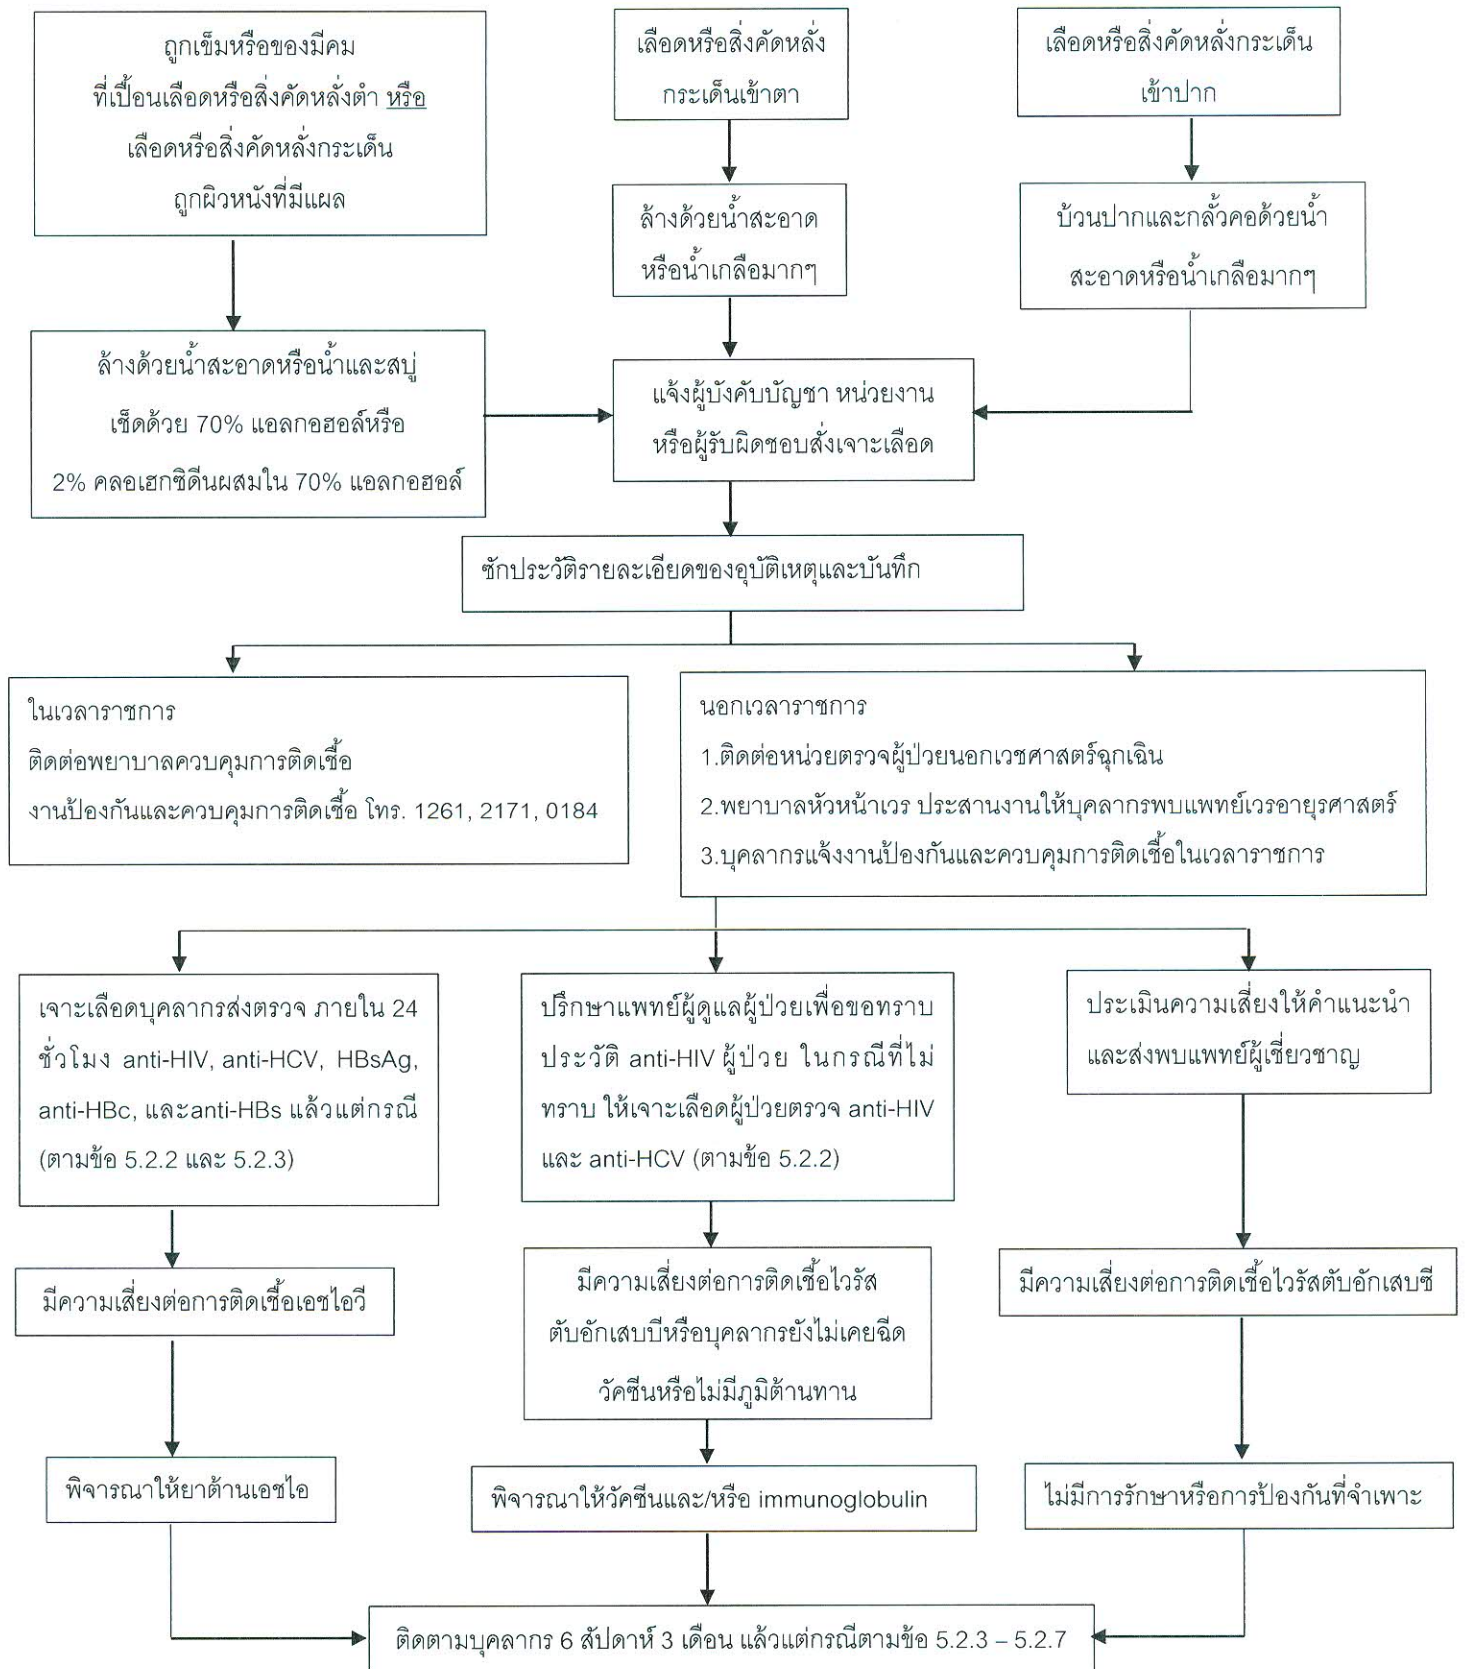 ถูกเข็มหรือของมีคม
ที่เปื้อนเลือดหรือสิ่งคัดหลั่งตำ หรือ
เลือดหรือสิ่งคัดหลั่งกระเด็น
ถูกผิวหนังที่มีแผล
เลือดหรือสิ่งคัดหลั่ง
กระเด็นเข้าตา
เลือดหรือสิ่งคัดหลั่งกระเด็น
เข้าปาก
ล้างด้วยน้ำสะอาด
หรือน้ำเกลือมากๆ
บ้วนปากและกลั้วคอด้วยน้ำ
สะอาดหรือน้ำเกลือมากๆ
ล้างด้วยน้ำสะอาดหรือน้ำและสบู่
เช็ดด้วย 70% แอลกอฮอล์หรือ
2% คลอเฮกซิดีนผสมใน 70% แอลกอฮอล์
แจ้งผู้บังคับบัญชา หน่วยงาน
หรือผู้รับผิดชอบสั่งเจาะเลือด
ซักประวัติรายละเอียดของอุบัติเหตุและบันทึก
ในเวลาราชการ
ติดต่อพยาบาลควบคุมการติดเชื้อ
งานป้องกันและควบคุมการติดเชื้อ โทร. 1261, 2171, 0184
นอกเวลาราชการ
1.ติดต่อหน่วยตรวจผู้ป่วยนอกเวชศาสตร์ฉุกเฉิน
2.พยาบาลหัวหน้าเวร ประสานงานให้บุคลากรพบแพทย์เวรอายุรศาสตร์
3.บุคลากรแจ้งงานป้องกันและควบคุมการติดเชื้อในเวลาราชการ
เจาะเลือดบุคลากรส่งตรวจ ภายใน 24
ชั่วโมง anti-HIV, anti-HCV, HBsAg,
anti-HBc, และanti-HBs แล้วแต่กรณี
(ตามข้อ 5.2.2 และ 5.2.3)
ปรึกษาแพทย์ผู้ดูแลผู้ป่วยเพื่อขอทราบ
ประวัติ anti-HIV ผู้ป่วย ในกรณีที่ไม่
ทราบ ให้เจาะเลือดผู้ป่วยตรวจ anti-HIV
และ anti-HCV (ตามข้อ 5.2.2)
ประเมินความเสี่ยงให้คำแนะนำ
และส่งพบแพทย์ผู้เชี่ยวชาญ
มีความเสี่ยงต่อการติดเชื้อเอชไอวี
มีความเสี่ยงต่อการติดเชื้อไวรัส
ตับอักเสบบีหรือบุคลากรยังไม่เคยฉีด
วัคซีนหรือไม่มีภูมิต้านทาน
มีความเสี่ยงต่อการติดเชื้อไวรัสตับอักเสบซี
พิจารณาให้ยาต้านเอชไอ
พิจารณาให้วัคซีนและ/หรือ immunoglobulin
ไม่มีการรักษาหรือการป้องกันที่จำเพาะ
ติดตามบุคลากร 6 สัปดาห์ 3 เดือน แล้วแต่กรณีตามข้อ 5.2.3 – 5.2.7